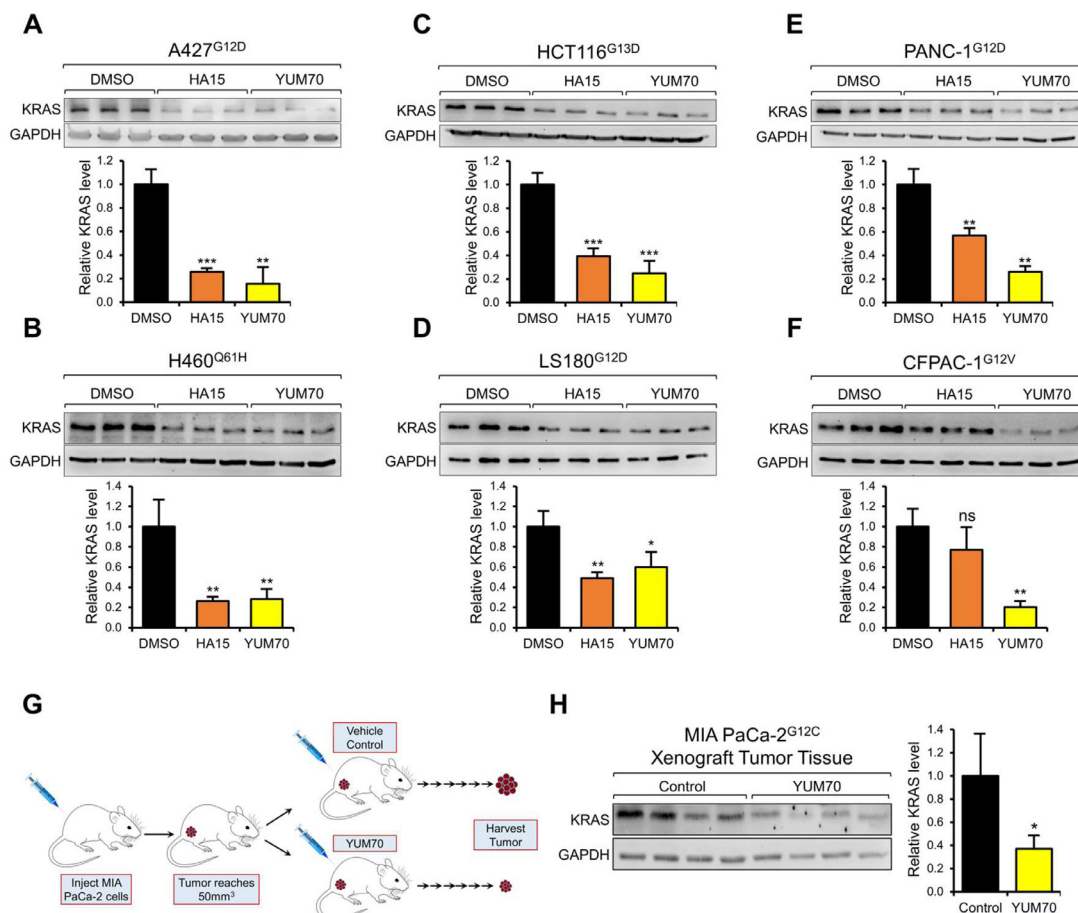 A
A427G12D
DMSO HA15 YUM70
KRAS
GAPDH
Relative KRAS level
1.2
1.0
0.8
0.6
0.4
0.2
0.0
*** **
DMSO HA15 YUM70
B
H460Q61H
DMSO HA15 YUM70
KRAS
GAPDH
Relative KRAS level
1.4
1.2
1.0
0.8
0.6
0.4
0.2
0.0
** **
DMSO HA15 YUM70
C
HCT116G13D
DMSO HA15 YUM70
KRAS
GAPDH
Relative KRAS level
1.2
1.0
0.8
0.6
0.4
0.2
0.0
*** ***
DMSO HA15 YUM70
D
LS180G12D
DMSO HA15 YUM70
KRAS
GAPDH
Relative KRAS level
1.4
1.2
1.0
0.8
0.6
0.4
0.2
0.0
** *
DMSO HA15 YUM70
E
PANC-1G12D
DMSO HA15 YUM70
KRAS
GAPDH
Relative KRAS level
1.2
1.0
0.8
0.6
0.4
0.2
0.0
** **
DMSO HA15 YUM70
F
CFPAC-1G12V
DMSO HA15 YUM70
KRAS
GAPDH
Relative KRAS level
1.4
1.2
1.0
0.8
0.6
0.4
0.2
0.0
ns **
DMSO HA15 YUM70
G
Inject MIA
PaCa-2 cells
Tumor reaches
50mm3
Vehicle
Control
YUM70
Harvest
Tumor
H
MIA PaCa-2G12C
Xenograft Tumor Tissue
Control YUM70
KRAS
GAPDH
Relative KRAS level
1.4
1.2
1.0
0.8
0.6
0.4
0.2
0.0
*
Control YUM70